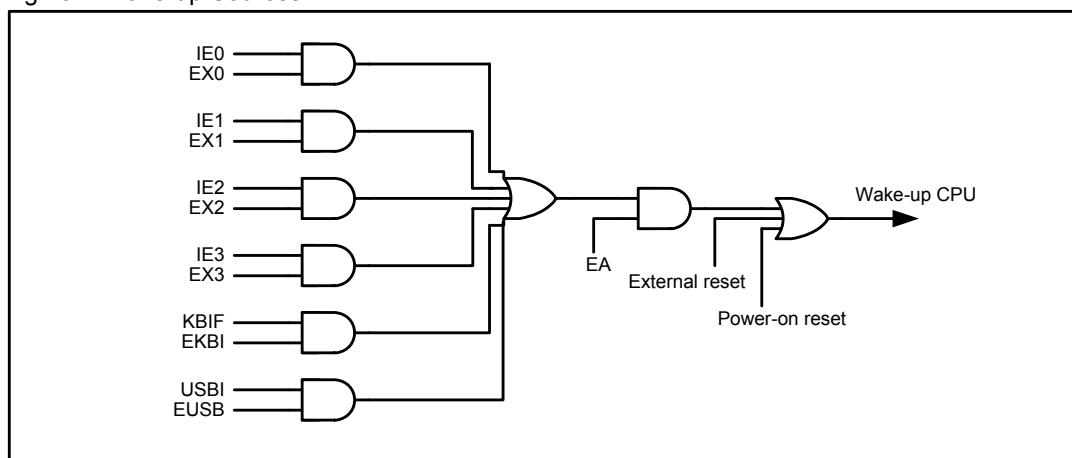 IE0
EX0
IE1
EX1
IE2
EX2
IE3
EX3
KBIF
EKBI
USBI
EUSB
EA
External reset
Power-on reset
Wake-up CPU